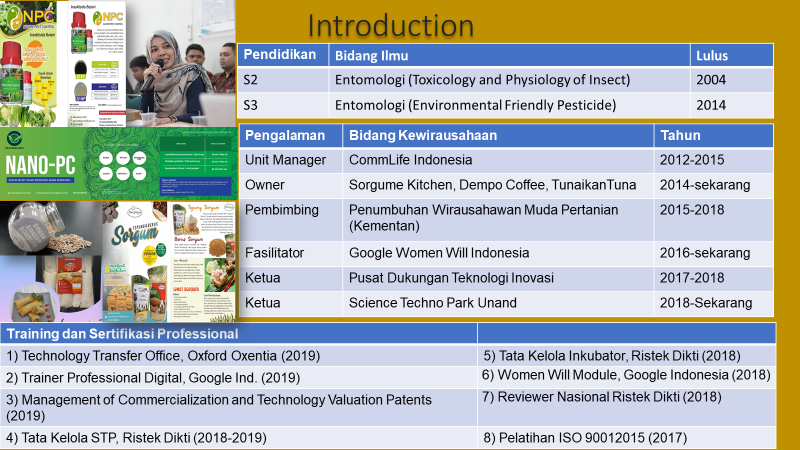 Introduction
NPC
NPC
NANO-PC
TEPUNG & BERAS
Sorgum
Tepung Sorgum
Beras Sorgum
Pendidikan Bidang Ilmu Lulus
S2 Entomologi (Toxicology and Physiology of Insect) 2004
S3 Entomologi (Environmental Friendly Pesticide) 2014
Pengalaman Bidang Kewirausahaan Tahun
Unit Manager CommLife Indonesia 2012-2015
Owner Sorgume Kitchen, Dempo Coffee, TunaikanTuna 2014-sekarang
Pembimbing Penumbuhan Wirausahawan Muda Pertanian 2015-2018
(Kementan)
Fasilitator Google Women Will Indonesia 2016-sekarang
Ketua Pusat Dukungan Teknologi Inovasi 2017-2018
Ketua Science Techno Park Unand 2018-Sekarang
Training dan Sertifikasi Professional
1) Technology Transfer Office, Oxford Oxentia (2019) 5) Tata Kelola Inkubator, Ristek Dikti (2018)
2) Trainer Professional Digital, Google Ind. (2019) 6) Women Will Module, Google Indonesia (2018)
3) Management of Commercialization and Technology Valuation Patents 7) Reviewer Nasional Ristek Dikti (2018)
(2019)
4) Tata Kelola STP, Ristek Dikti (2018-2019) 8) Pelatihan ISO 90012015 (2017)